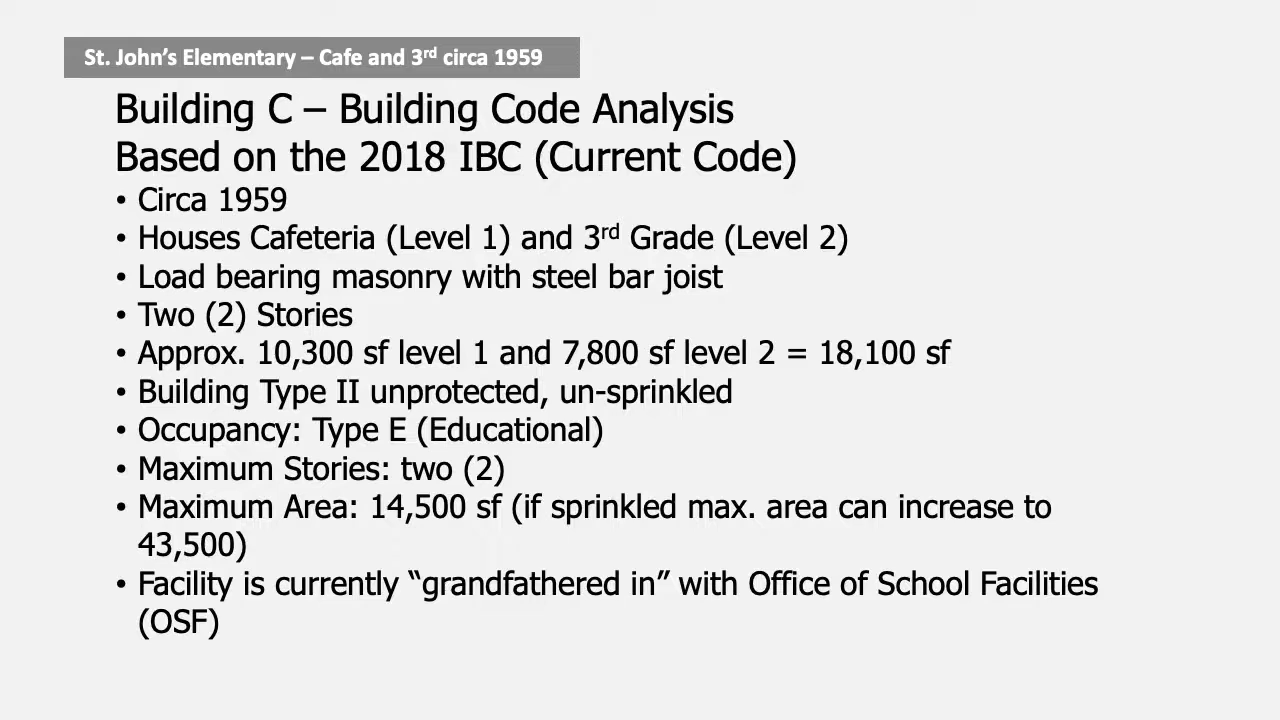 St. John’s Elementary – Cafe and 3rd circa 1959
Building C – Building Code Analysis
Based on the 2018 IBC (Current Code)
• Circa 1959
• Houses Cafeteria (Level 1) and 3rd Grade (Level 2)
• Load bearing masonry with steel bar joist
• Two (2) Stories
• Approx. 10,300 sf level 1 and 7,800 sf level 2 = 18,100 sf
• Building Type II unprotected, un-sprinkled
• Occupancy: Type E (Educational)
• Maximum Stories: two (2)
• Maximum Area: 14,500 sf (if sprinkled max. area can increase to
43,500)
• Facility is currently “grandfathered in” with Office of School Facilities
(OSF)